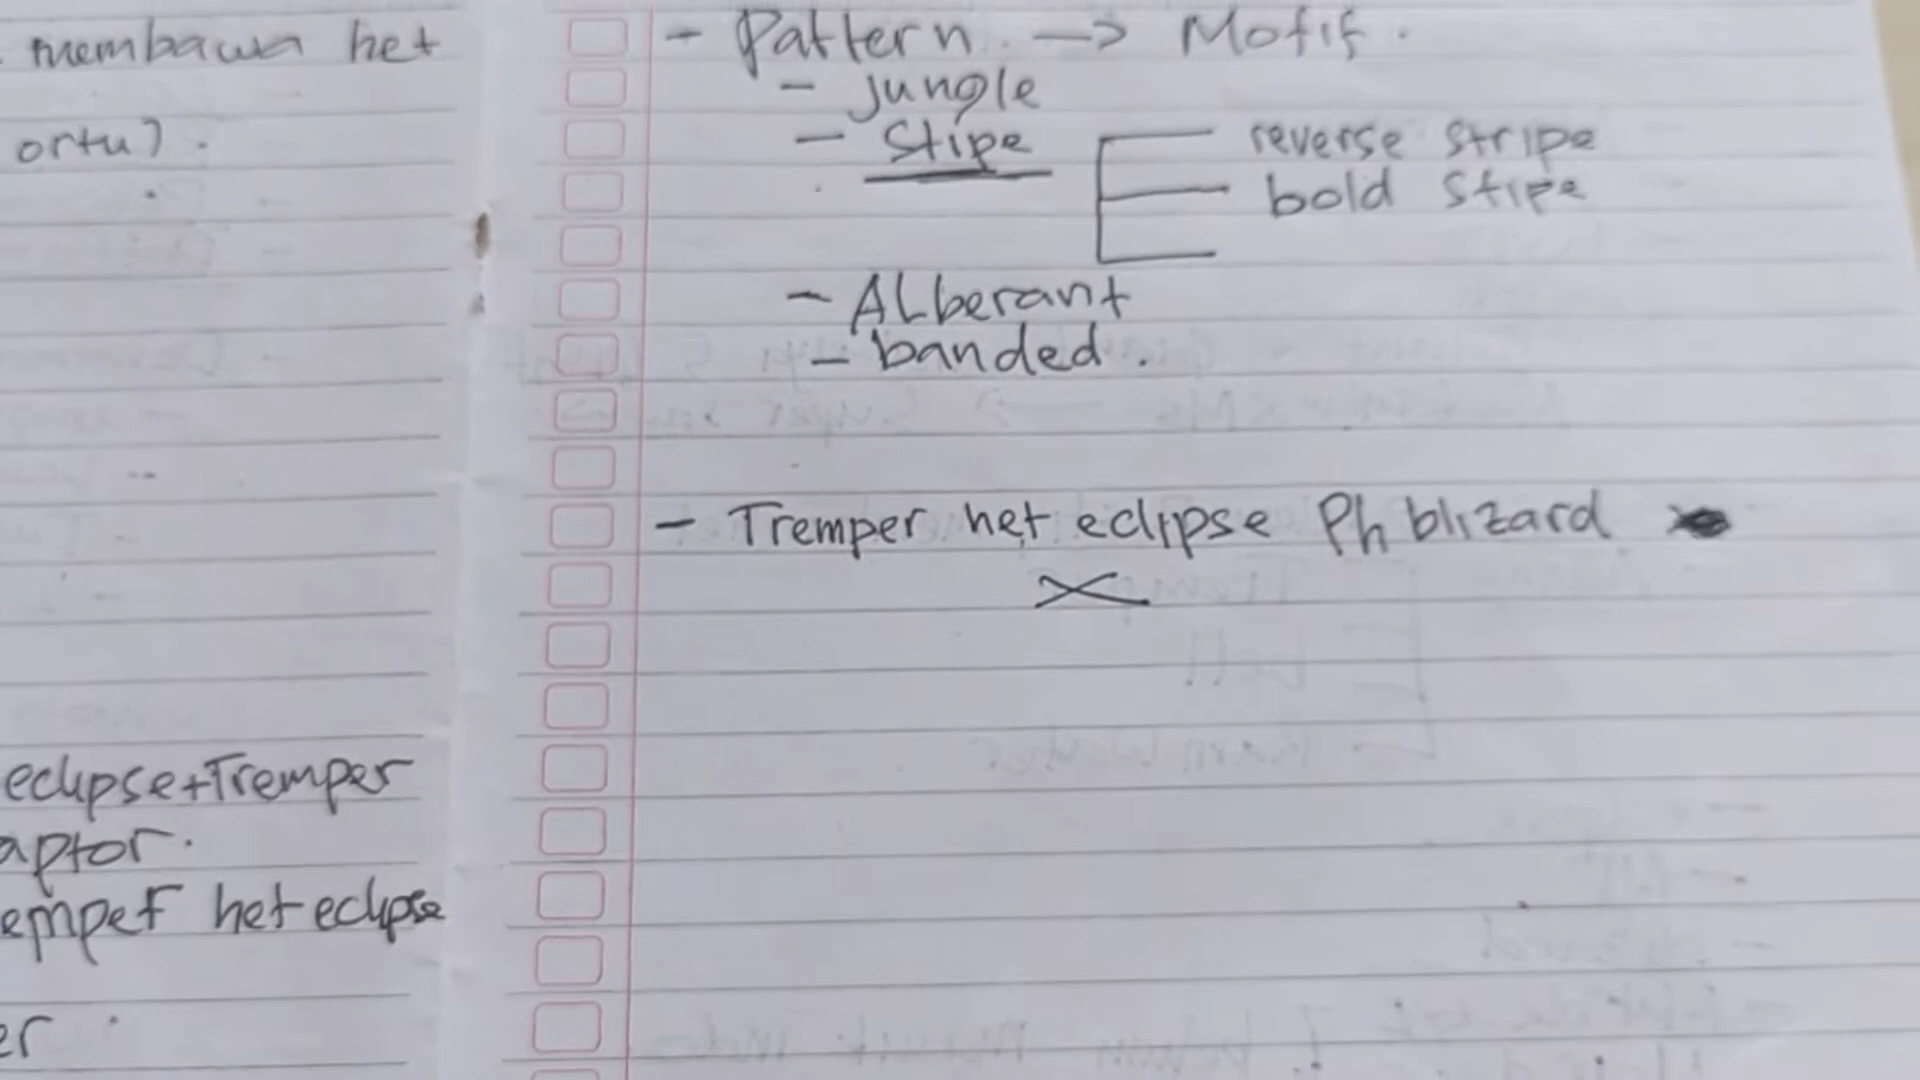 membawa het
ortu).
eclipse+Tremper
aptor.
empef het eclipse
er
- Pattern. -> Motif.
- jungle
- Stipe
reverse stripe
bold stipe
- ALberant
- banded.
- Tremper het eclipse Ph blizard
X